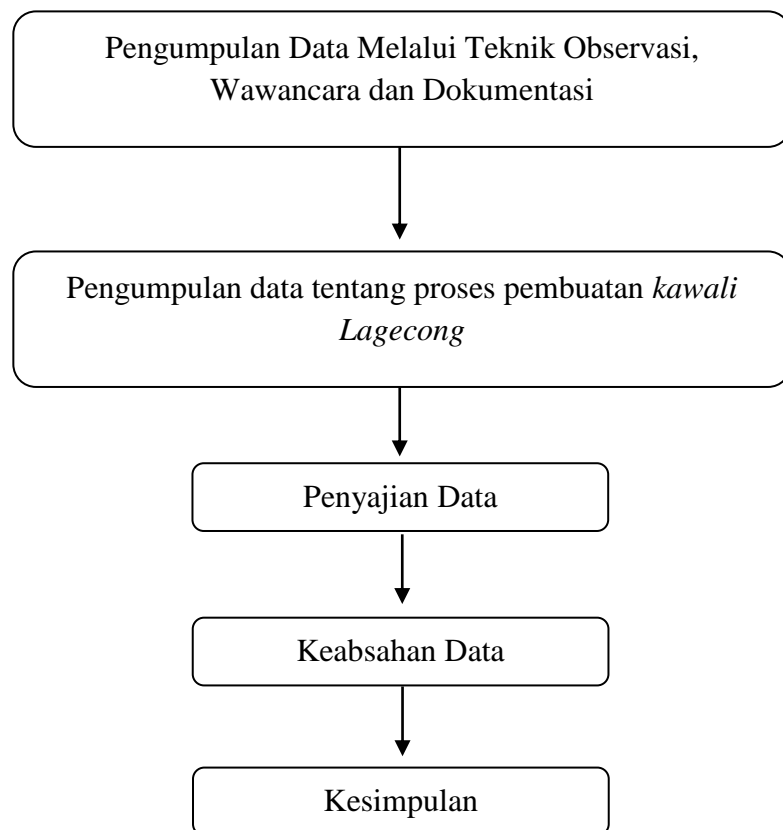 Pengumpulan Data Melalui Teknik Observasi,
Wawancara dan Dokumentasi
Pengumpulan data tentang proses pembuatan kawali
Lagecong
Penyajian Data
Keabsahan Data
Kesimpulan